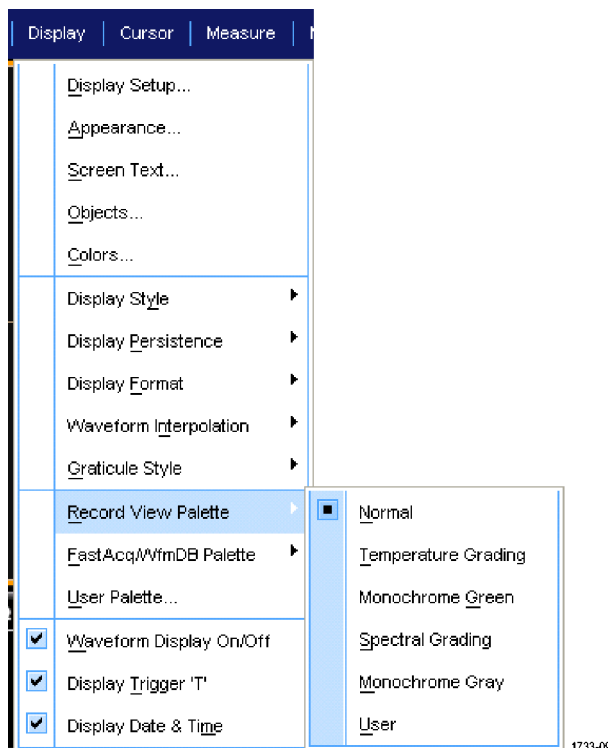 Display Cursor Measure
Display Setup...
Appearance...
Screen Text...
Objects...
Colors...
Display Style
Display Persistence
Display Format
Waveform Interpolation
Graticule Style
Record View Palette
FastAcq/WfmDB Palette
User Palette...
Waveform Display On/Off
Display Trigger 'T'
Display Date & Time
Normal
Temperature Grading
Monochrome Green
Spectral Grading
Monochrome Gray
User